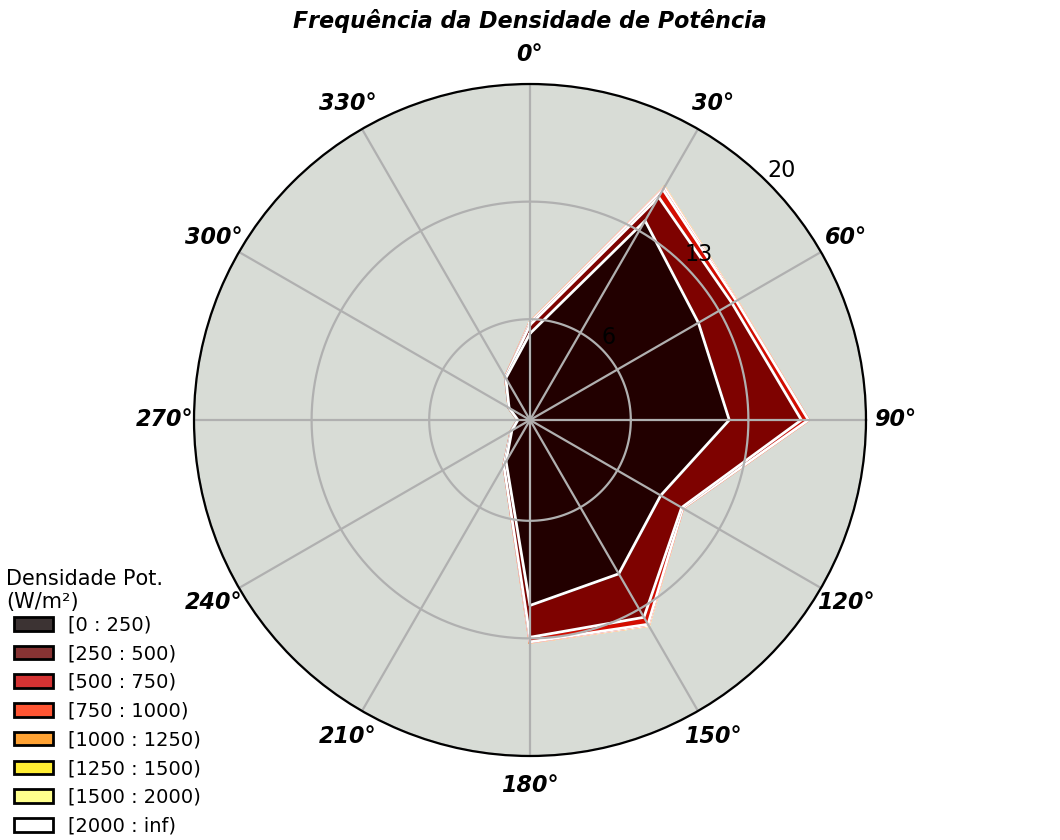 Frequência da Densidade de Potência
0°
330°
30°
20
300°
60°
13
6
270°
90°
240°
120°
210°
150°
180°
Densidade Pot.
(W/m²)
[0 : 250)
[250 : 500)
[500 : 750)
[750 : 1000)
[1000 : 1250)
[1250 : 1500)
[1500 : 2000)
[2000 : inf)